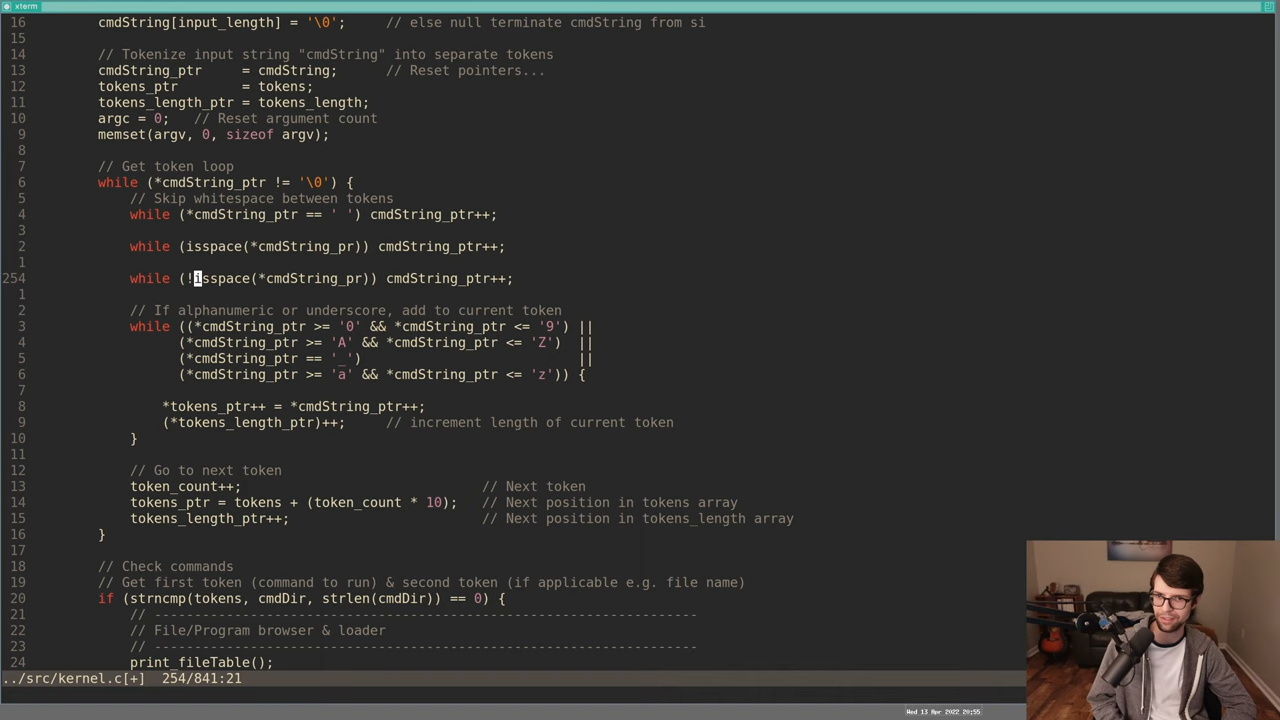 xterm
16 cmdString[input_length] = '\0'; // else null terminate cmdString from si
15
14 // Tokenize input string "cmdString" into separate tokens
13 cmdString_ptr = cmdString; // Reset pointers...
12 tokens_ptr = tokens;
11 tokens_length_ptr = tokens_length;
10 argc = 0; // Reset argument count
9 memset(argv, 0, sizeof argv);
8
7 // Get token loop
6 while (*cmdString_ptr != '\0') {
5 // Skip whitespace between tokens
4 while (*cmdString_ptr == ' ') cmdString_ptr++;
3
2 while (isspace(*cmdString_pr)) cmdString_ptr++;
1
254 while (!isspace(*cmdString_pr)) cmdString_ptr++;
1
2 // If alphanumeric or underscore, add to current token
3 while ((*cmdString_ptr >= '0' && *cmdString_ptr <= '9') ||
4 (*cmdString_ptr >= 'A' && *cmdString_ptr <= 'Z') ||
5 (*cmdString_ptr == '_') ||
6 (*cmdString_ptr >= 'a' && *cmdString_ptr <= 'z')) {
7
8 *tokens_ptr++ = *cmdString_ptr++;
9 (*tokens_length_ptr)++; // increment length of current token
10 }
11
12 // Go to next token
13 token_count++; // Next token
14 tokens_ptr = tokens + (token_count * 10); // Next position in tokens array
15 tokens_length_ptr++; // Next position in tokens_length array
16 }
17
18 // Check commands
19 // Get first token (command to run) & second token (if applicable e.g. file name)
20 if (strncmp(tokens, cmdDir, strlen(cmdDir)) == 0) {
21 // ----------------------------------------------------------------------
22 // File/Program browser & loader
23 // ----------------------------------------------------------------------
24 print_fileTable();
../src/kernel.c[+] 254/841:21
Wed 13 Apr 2022 20:55